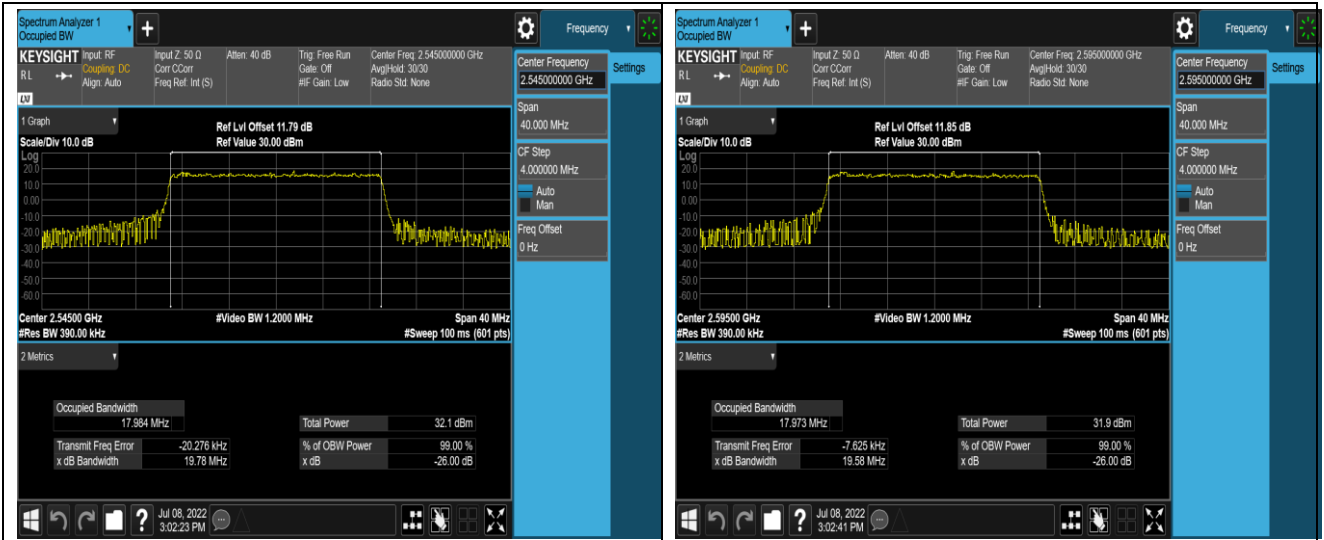 Spectrum Analyzer 1
Occupied BW
+
Frequency
KEYSIGHT
RL
LXI
Input: RF
Coupling: DC
Align: Auto
Input Z: 50 Ω
Corr CCorr
Freq Ref: Int (S)
Atten: 40 dB
Trig: Free Run
Gate: Off
#IF Gain: Low
Center Freq: 2.545000000 GHz
Avg|Hold: 30/30
Radio Std: None
Center Frequency
2.545000000 GHz
Settings
Span
40.000 MHz
CF Step
4.000000 MHz
Auto
Man
Freq Offset
0 Hz
1 Graph
Scale/Div 10.0 dB
Ref Lvl Offset 11.79 dB
Ref Value 30.00 dBm
Log
20.0
10.0
0.00
-10.0
-20.0
-30.0
-40.0
-50.0
-60.0
Center 2.54500 GHz
#Video BW 1.2000 MHz
Span 40 MHz
#Res BW 390.00 kHz
#Sweep 100 ms (601 pts)
2 Metrics
Occupied Bandwidth
17.984 MHz
Total Power 32.1 dBm
Transmit Freq Error -20.276 kHz
% of OBW Power 99.00 %
x dB Bandwidth 19.78 MHz
x dB -26.00 dB
?
Jul 08, 2022
3:02:23 PM
Spectrum Analyzer 1
Occupied BW
+
Frequency
KEYSIGHT
RL
LXI
Input: RF
Coupling: DC
Align: Auto
Input Z: 50 Ω
Corr CCorr
Freq Ref: Int (S)
Atten: 40 dB
Trig: Free Run
Gate: Off
#IF Gain: Low
Center Freq: 2.595000000 GHz
Avg|Hold: 30/30
Radio Std: None
Center Frequency
2.595000000 GHz
Settings
Span
40.000 MHz
CF Step
4.000000 MHz
Auto
Man
Freq Offset
0 Hz
1 Graph
Scale/Div 10.0 dB
Ref Lvl Offset 11.85 dB
Ref Value 30.00 dBm
Log
20.0
10.0
0.00
-10.0
-20.0
-30.0
-40.0
-50.0
-60.0
Center 2.59500 GHz
#Video BW 1.2000 MHz
Span 40 MHz
#Res BW 390.00 kHz
#Sweep 100 ms (601 pts)
2 Metrics
Occupied Bandwidth
17.973 MHz
Total Power 31.9 dBm
Transmit Freq Error -7.625 kHz
% of OBW Power 99.00 %
x dB Bandwidth 19.58 MHz
x dB -26.00 dB
?
Jul 08, 2022
3:02:41 PM